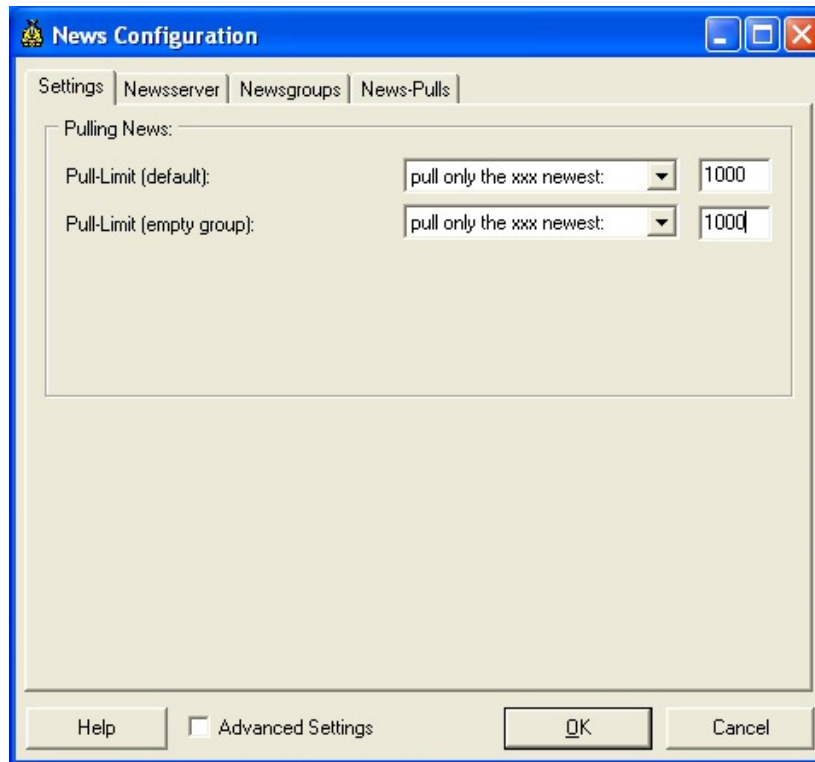 News Configuration
Settings Newsserver Newsgroups News-Pulls
Pulling News:
Pull-Limit (default): pull only the xxx newest: 1000
Pull-Limit (empty group): pull only the xxx newest: 1000
Help Advanced Settings OK Cancel